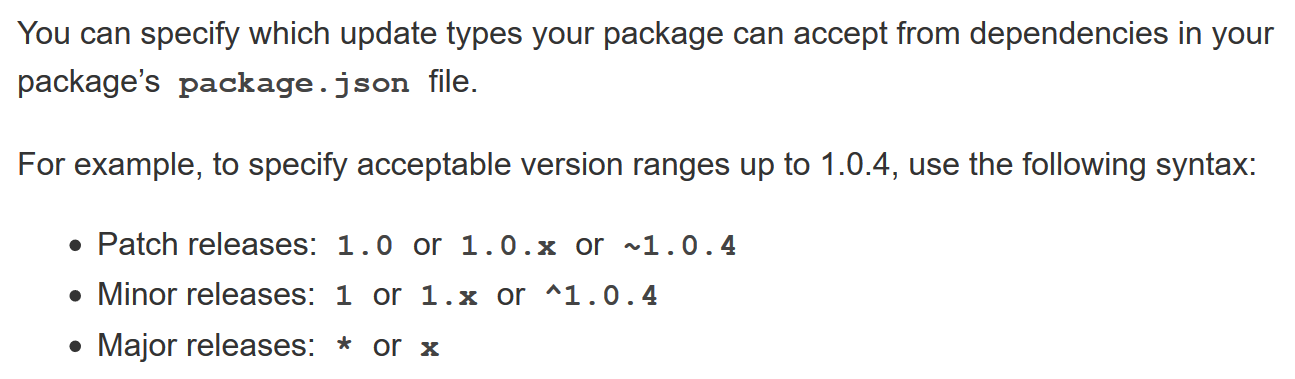 You can specify which update types your package can accept from dependencies in your
package’s package.json file.
For example, to specify acceptable version ranges up to 1.0.4, use the following syntax:
• Patch releases: 1.0 or 1.0.x or ~1.0.4
• Minor releases: 1 or 1.x or ^1.0.4
• Major releases: * or x